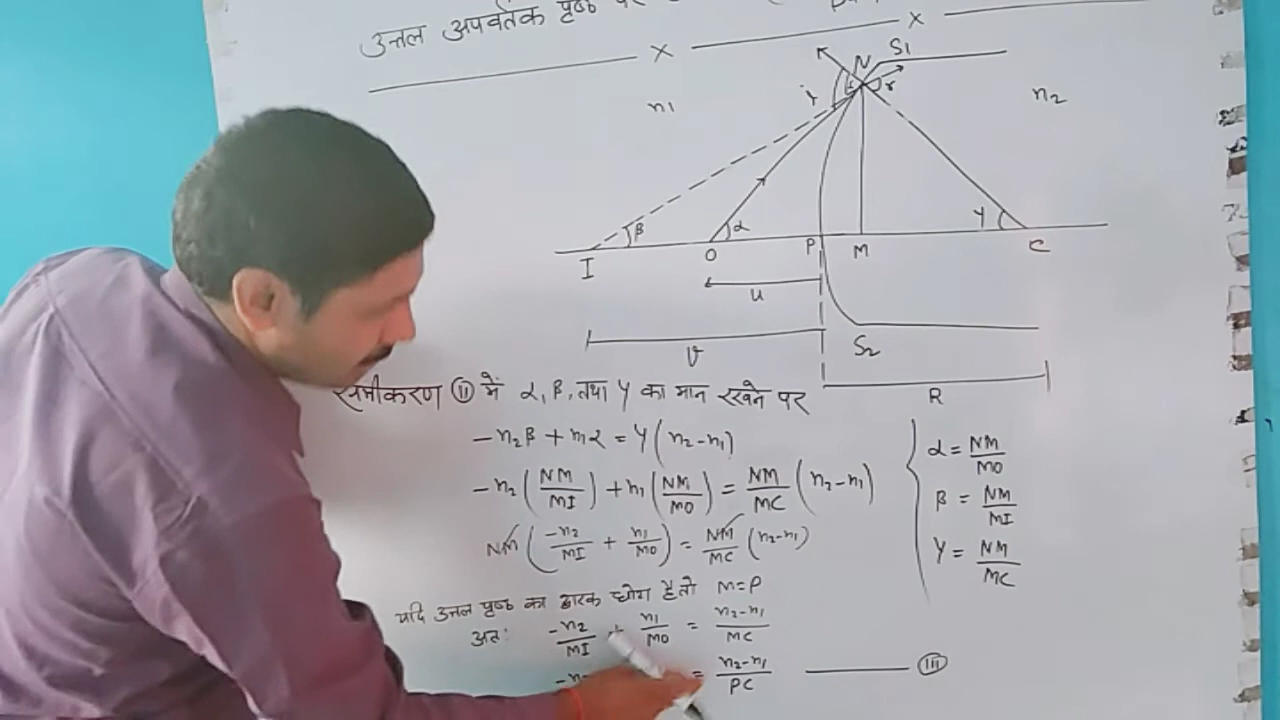 उत्तल अपवर्तक पृष्ठ पर
x x
N S1
n1 i r n2
β α γ
I O P M C
u
v S2
R
समीकरण (II) में α, β, तथा γ का मान रखने पर
-n2β + n1α = γ(n2-n1)
-n2(NM/MI) + n1(NM/MO) = NM/MC (n2-n1)
NM(-n2/MI + n1/MO) = NM/MC (n2-n1)
यदि उत्तल पृष्ठ का द्वारक छोटा है तो M=P
अतः -n2/MI + n1/MO = n2-n1/MC
= n2-n1/PC (III)
α = NM/MO
β = NM/MI
γ = NM/MC